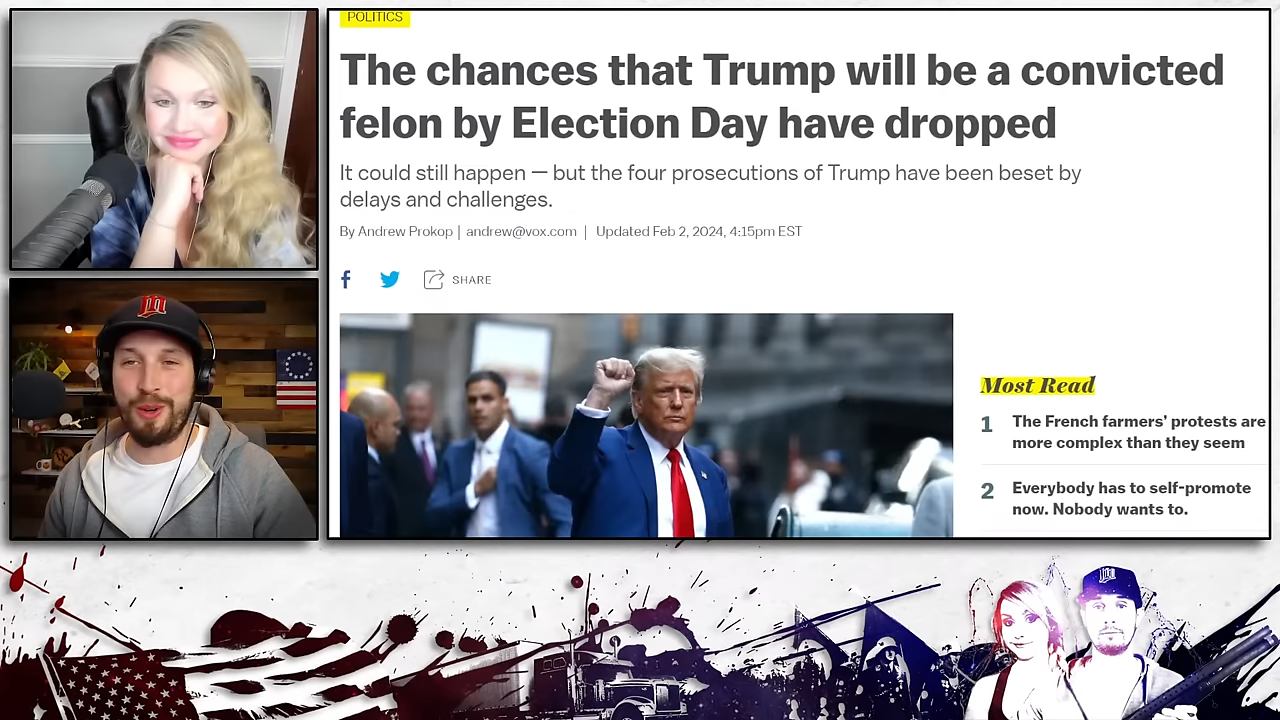 POLITICS
The chances that Trump will be a convicted
felon by Election Day have dropped
It could still happen — but the four prosecutions of Trump have been beset by
delays and challenges.
By Andrew Prokop | andrew@vox.com | Updated Feb 2, 2024, 4:15pm EST
SHARE
Most Read
1 The French farmers' protests are
more complex than they seem
2 Everybody has to self-promote
now. Nobody wants to.